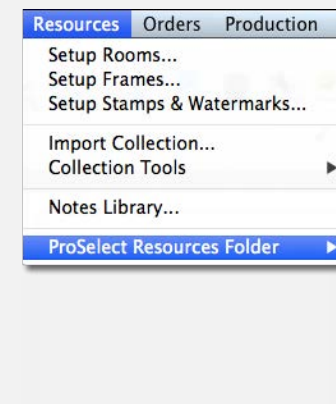 Resources Orders Production
Setup Rooms...
Setup Frames...
Setup Stamps & Watermarks...
Import Collection...
Collection Tools
Notes Library...
ProSelect Resources Folder